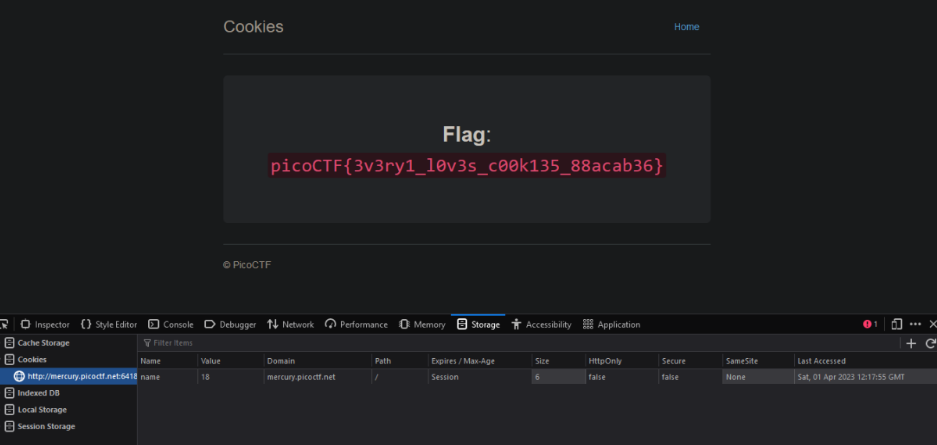 Cookies
Home
Flag:
picoCTF{3v3ry1_l0v3s_c00k135_88acab36}
© PicoCTF
Inspector {} Style Editor Console Debugger Network Performance Memory Storage Accessibility Application 1
Cache Storage Filter Items
Cookies Name Value Domain Path Expires / Max-Age Size HttpOnly Secure SameSite Last Accessed
http://mercury.picoctf.net:6418 name 18 mercury.picoctf.net / Session 6 false false None Sat, 01 Apr 2023 12:17:55 GMT
Indexed DB
Local Storage
Session Storage